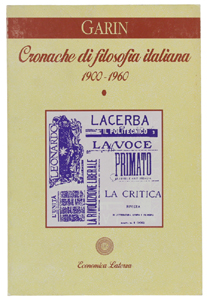 GARIN
Cronache di filosofia italiana
1900-1960
LACERBA
IL POLITECNICO
LEONARDO
LA VOCE
PRIMATO
L'UNITÀ
LA RIVOLUZIONE LIBERALE
LA CRITICA
Economica Laterza